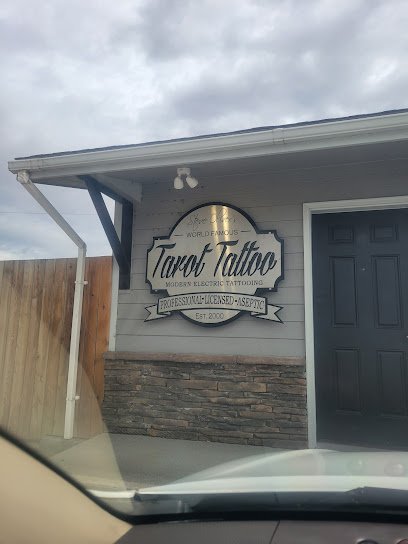 WORLD FAMOUS
Tarot Tattoo
MODERN ELECTRIC TATTOOING
PROFESSIONAL•LICENSED•ASEPTIC
EST. 2000